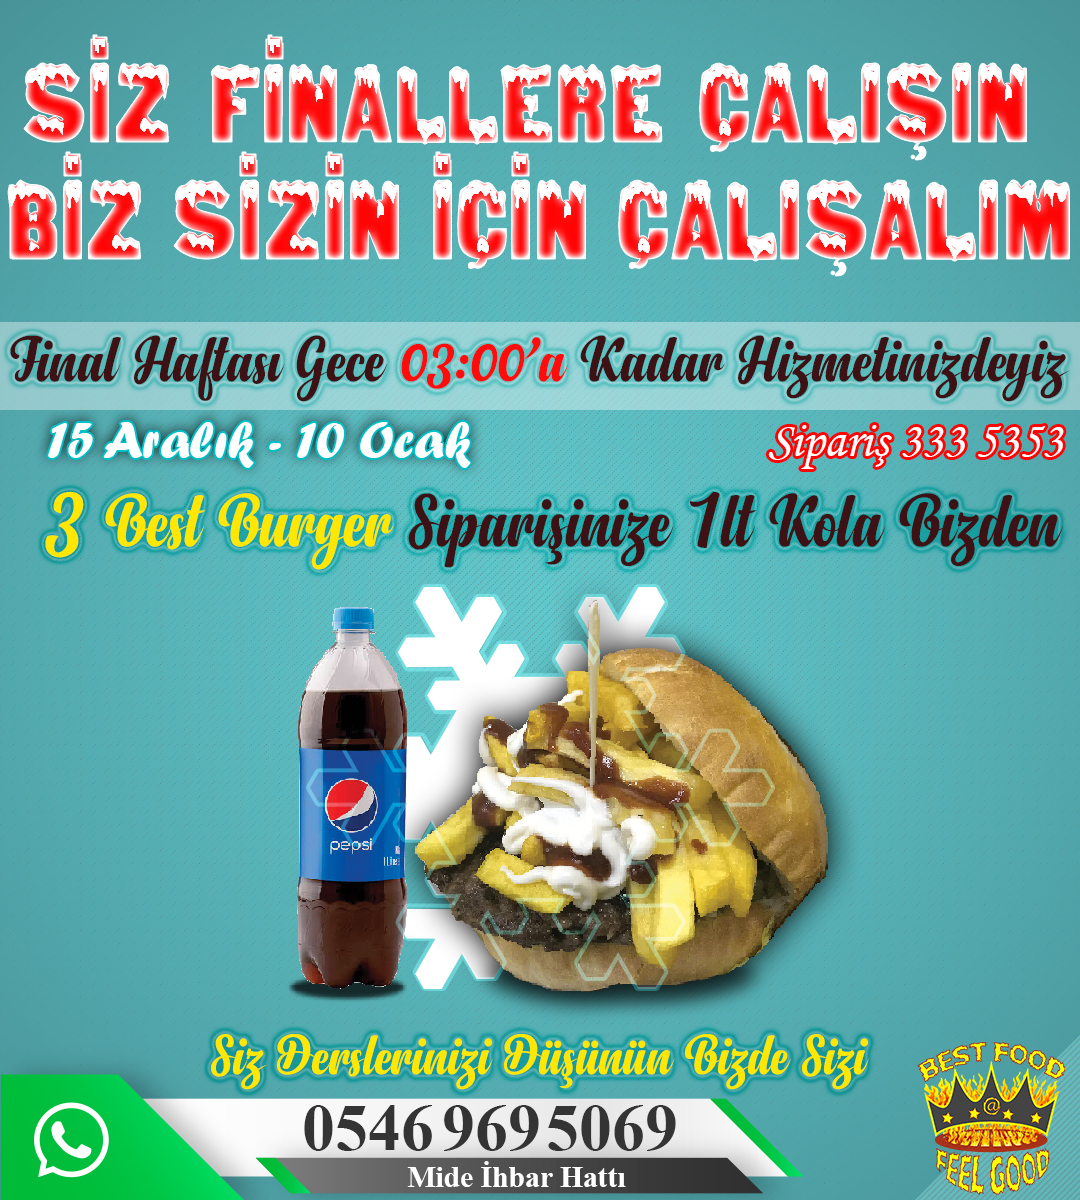 SİZ FİNALLERE ÇALIŞIN
BİZ SİZİN İÇİN ÇALIŞALIM
Final Haftası Gece 03:00'a Kadar Hizmetinizdeyiz
15 Aralık - 10 Ocak
Sipariş 333 5353
3 Best Burger Siparişinize 1lt Kola Bizden
pepsi
Siz Derslerinizi Düşünün Bizde Sizi
0546 969 5069
Mide İhbar Hattı
BEST FOOD
@
FEEL GOOD